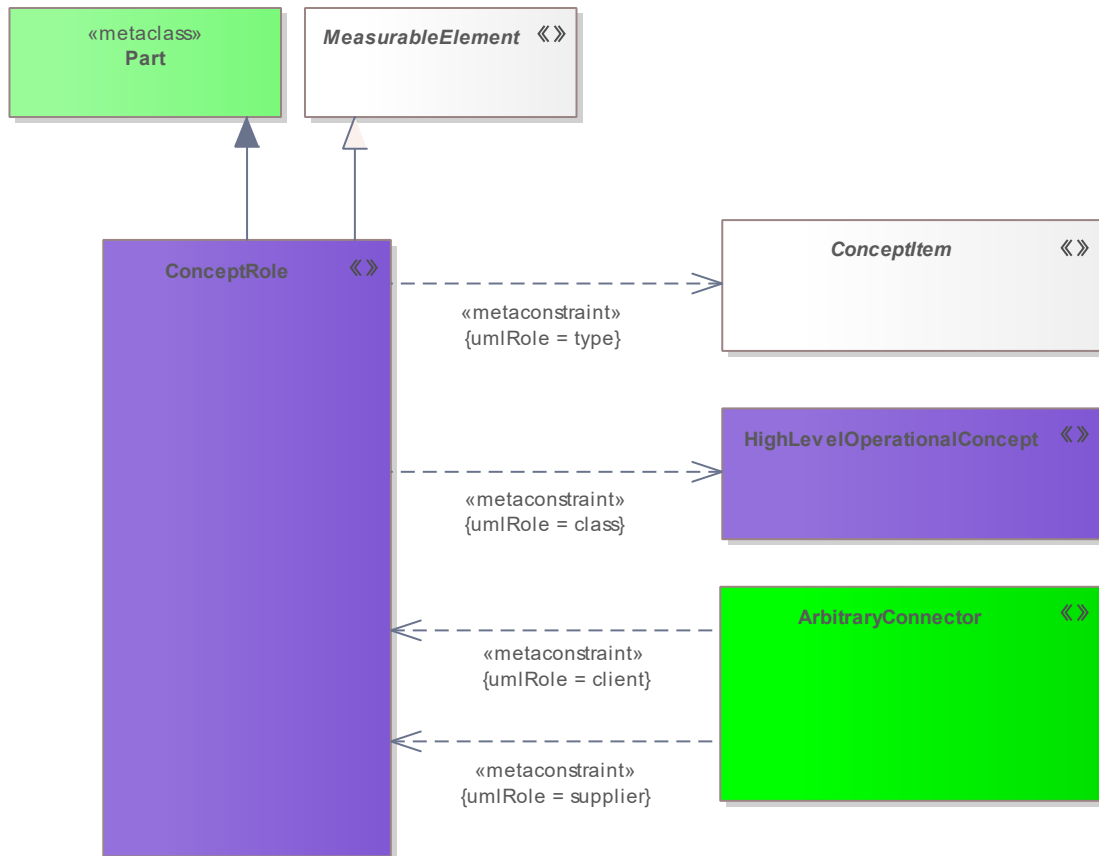 «metaclass»
Part
MeasurableElement «»
ConceptRole «»
ConceptItem «»
«metaconstraint»
{umlRole = type}
HighLevelOperationalConcept «»
«metaconstraint»
{umlRole = class}
ArbitraryConnector «»
«metaconstraint»
{umlRole = client}
«metaconstraint»
{umlRole = supplier}